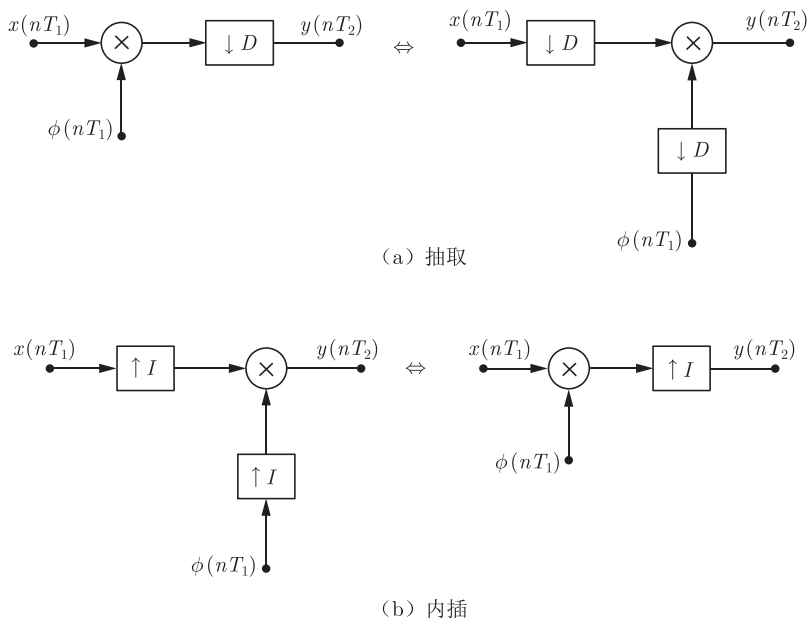 x(nT₁) ↓ D y(nT₂) ⇔ x(nT₁) ↓ D y(nT₂)
×
×
ϕ(nT₁)
↓ D
ϕ(nT₁)
（a）抽取
x(nT₁) ↑ I y(nT₂) ⇔ x(nT₁) ↑ I y(nT₂)
×
×
↑ I
ϕ(nT₁)
ϕ(nT₁)
（b）内插